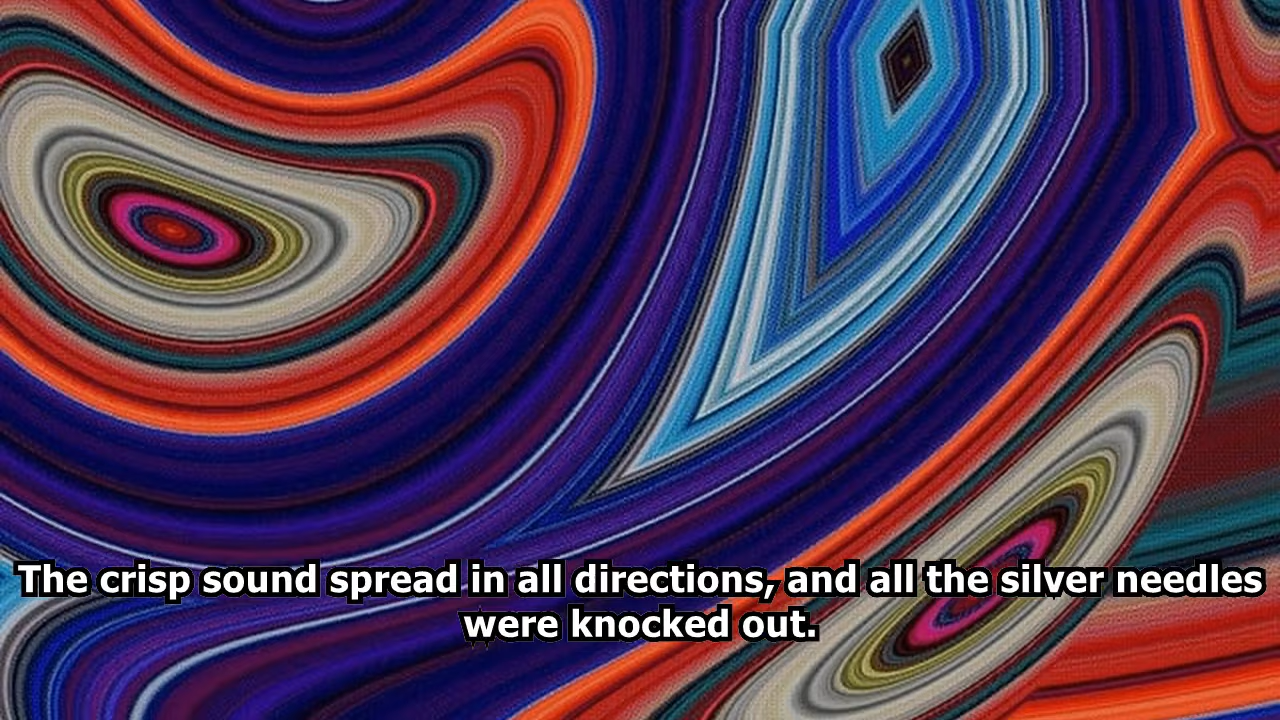 The crisp sound spread in all directions, and all the silver needles
were knocked out.